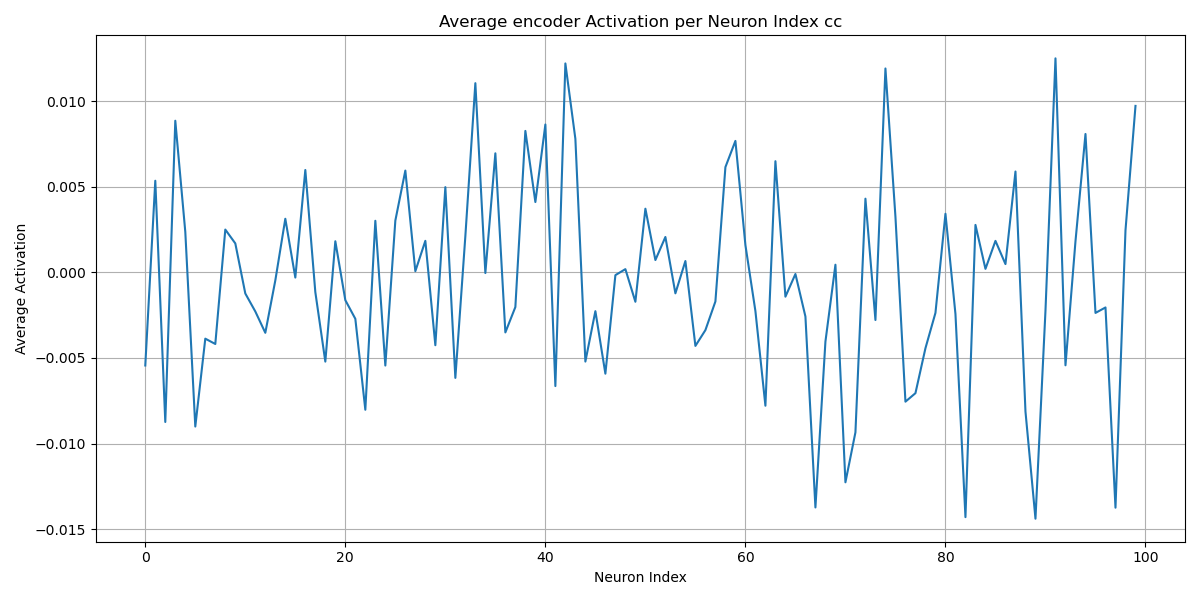 Average encoder Activation per Neuron Index cc
Average Activation
0.010
0.005
0.000
−0.005
−0.010
−0.015
0 20 40 60 80 100
Neuron Index